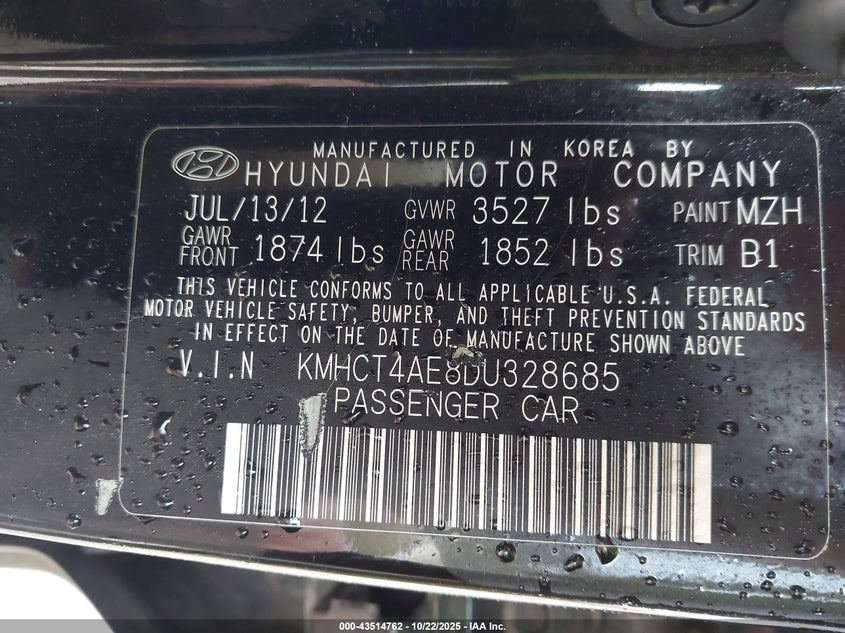 MANUFACTURED IN KOREA BY
HYUNDAI MOTOR COMPANY
JUL/13/12 GVWR 3527 lbs PAINT MZH
GAWR FRONT 1874 lbs GAWR REAR 1852 lbs TRIM B1
THIS VEHICLE CONFORMS TO ALL APPLICABLE U.S.A. FEDERAL
MOTOR VEHICLE SAFETY, BUMPER, AND THEFT PREVENTION STANDARDS
IN EFFECT ON THE DATE OF MANUFACTURE SHOWN ABOVE
V.I.N KMHCT4AE8DU328685
PASSENGER CAR
000-43514762 - 10/22/2025 - IAA Inc.